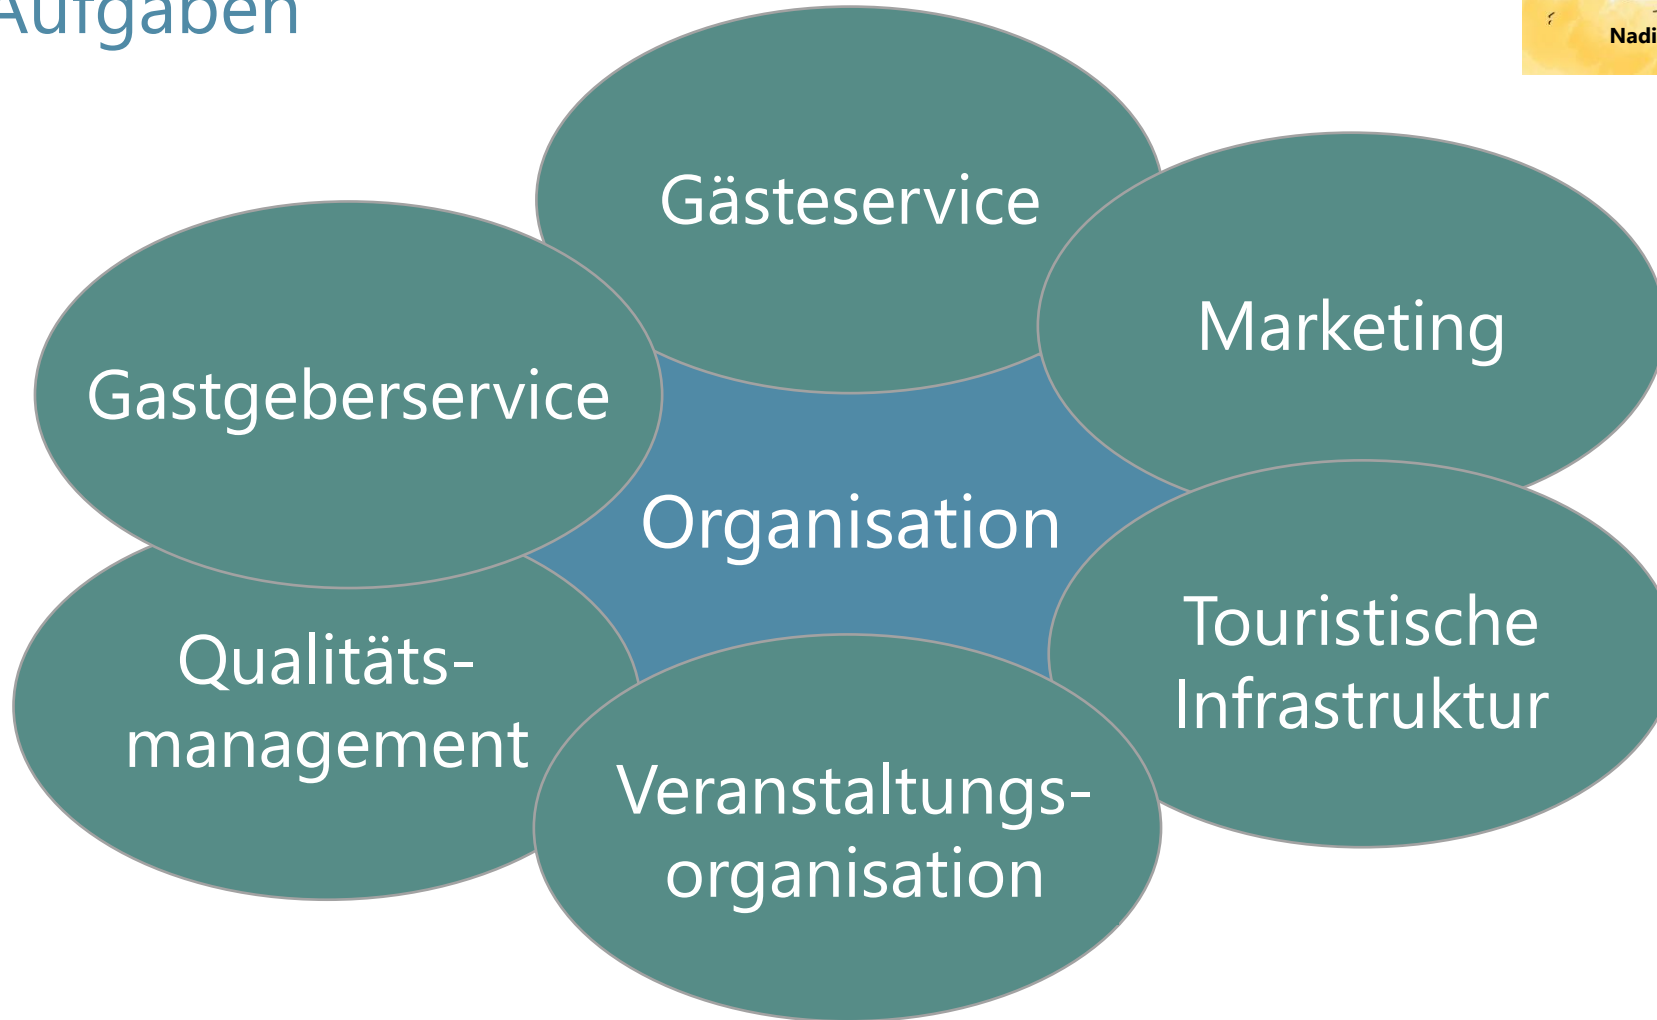 Aufgaben
Nadi
Gästeservice
Marketing
Gastgeberservice
Organisation
Touristische
Infrastruktur
Qualitäts-
management
Veranstaltungs-
organisation